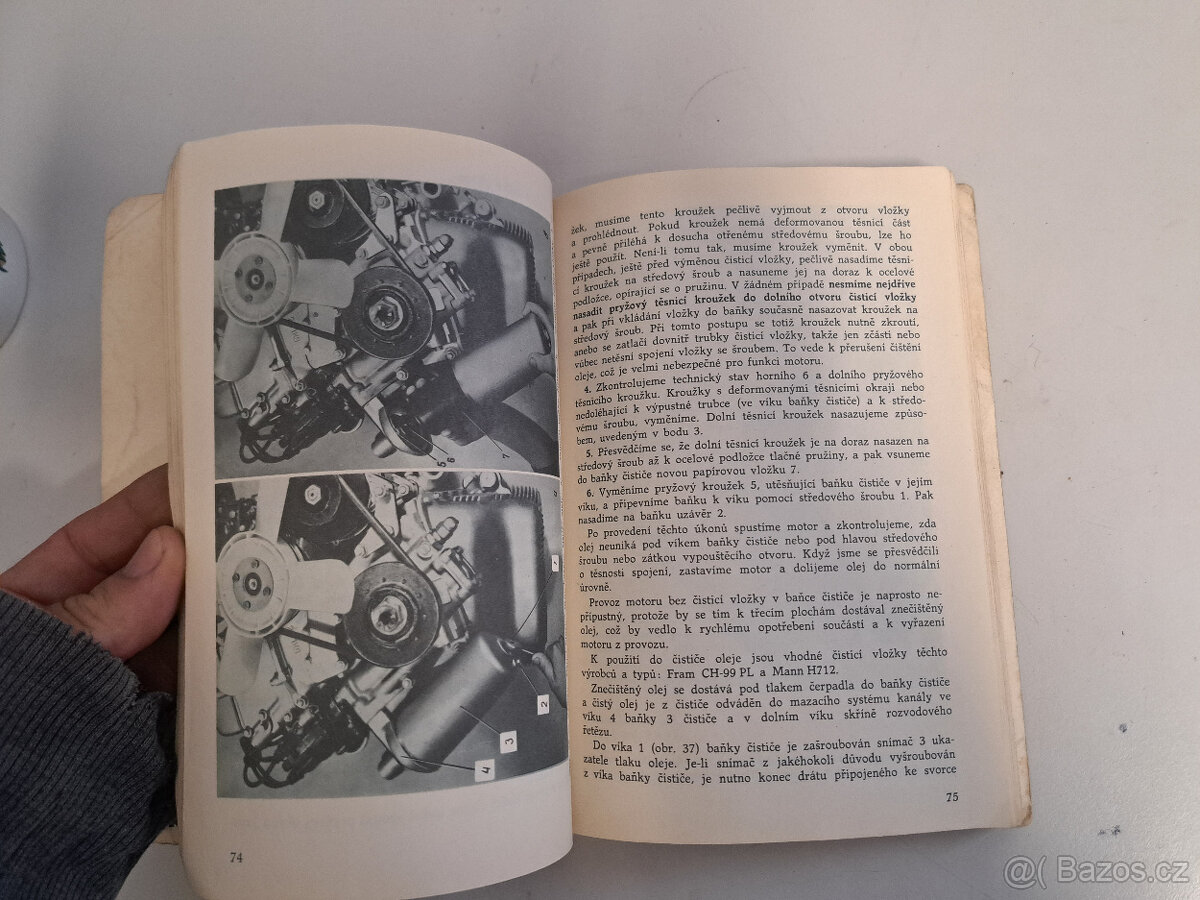 5
6
7
1
2
3
4
74
žek, musíme tento kroužek pečlivě vyjmout z otvoru vložky
a prohlédnout. Pokud kroužek nemá deformovanou těsnicí část
a pevně přiléhá k dosucha otřenému středovému šroubu, lze ho
ještě použít. Není-li tomu tak, musíme kroužek vyměnit. V obou
případech, ještě před výměnou čisticí vložky, pečlivě nasadíme těsni-
cí kroužek na středový šroub a nasuneme jej na doraz k ocelové
podložce, opírající se o pružinu. V žádném případě nesmíme nejdříve
nasadit pryžový těsnicí kroužek do dolního otvoru čisticí vložky
a pak při vkládání vložky do baňky současně nasazovat kroužek na
středový šroub. Při tomto postupu se totiž kroužek nutně zkroutí,
anebo se zatlačí dovnitř trubky čisticí vložky, takže jen zčásti nebo
vůbec netěsní spojení vložky se šroubem. To vede k přerušení čištění
oleje, což je velmi nebezpečné pro funkci motoru.
4. Zkontrolujeme technický stav horního 6 a dolního pryžového
těsnicího kroužku. Kroužky s deformovanými těsnicími okraji nebo
nedoléhající k výpustné trubce (ve víku baňky čističe) a k středo-
vému šroubu, vyměníme. Dolní těsnicí kroužek nasazujeme způso-
bem, uvedeným v bodu 3.
5. Přesvědčíme se, že dolní těsnicí kroužek je na doraz nasazen na
středový šroub až k ocelové podložce tlačné pružiny, a pak vsuneme
do baňky čističe novou papírovou vložku 7.
6. Vyměníme pryžový kroužek 5, utěsňující baňku čističe v jejím
víku, a připevníme baňku k víku pomocí středového šroubu 1. Pak
nasadíme na baňku uzávěr 2.
Po provedení těchto úkonů spustíme motor a zkontrolujeme, zda
olej neuniká pod víkem baňky čističe nebo pod hlavou středového
šroubu nebo zátkou vypouštěcího otvoru. Když jsme se přesvědčili
o těsnosti spojení, zastavíme motor a dolijeme olej do normální
úrovně.
Provoz motoru bez čisticí vložky v baňce čističe je naprosto ne-
přípustný, protože by se tím k třecím plochám dostával znečištěný
olej, což by vedlo k rychlému opotřebení součástí a k vyřazení
motoru z provozu.
K použití do čističe oleje jsou vhodné čisticí vložky těchto
výrobců a typů: Fram CH-99 PL a Mann H712.
Znečištěný olej se dostává pod tlakem čerpadla do baňky čističe
a čistý olej je z čističe odváděn do mazacího systému kanály ve
víku 4 baňky 3 čističe a v dolním víku skříně rozvodového
řetězu.
Do víka 1 (obr. 37) baňky čističe je zašroubován snímač 3 uka-
zatele tlaku oleje. Je-li snímač z jakéhokoli důvodu vyšroubován
z víka baňky čističe, je nutno konec drátu připojeného ke svorce
75
@( Bazos.cz